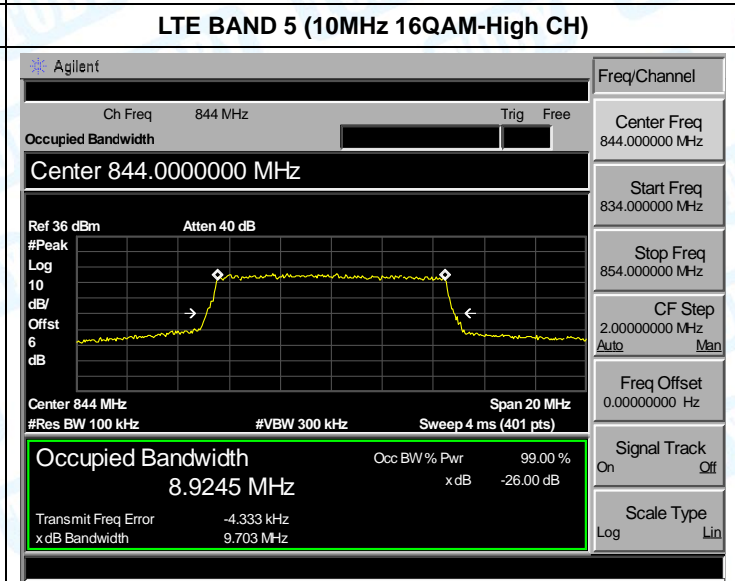 LTE BAND 5 (10MHz 16QAM-High CH)
Agilent
Freq/Channel
Ch Freq 844 MHz Trig Free
Occupied Bandwidth
Center 844.0000000 MHz
Ref 36 dBm Atten 40 dB
#Peak
Log
10
dB/
Offst
6
dB
Center 844 MHz Span 20 MHz
#Res BW 100 kHz #VBW 300 kHz Sweep 4 ms (401 pts)
Occupied Bandwidth Occ BW % Pwr 99.00 %
8.9245 MHz x dB -26.00 dB
Transmit Freq Error -4.333 kHz
x dB Bandwidth 9.703 MHz
Center Freq
844.000000 MHz
Start Freq
834.000000 MHz
Stop Freq
854.000000 MHz
CF Step
2.00000000 MHz
Auto Man
Freq Offset
0.00000000 Hz
Signal Track
On Off
Scale Type
Log Lin